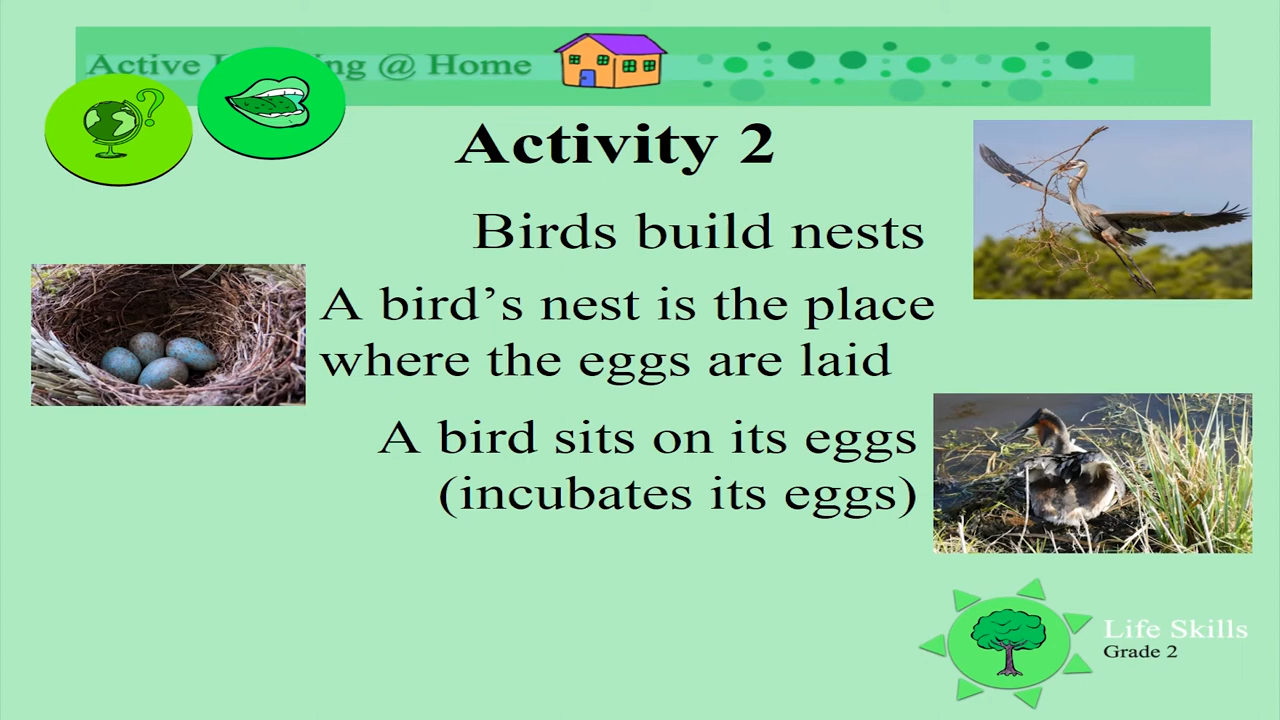 Active ing @ Home
Activity 2
Birds build nests
A bird’s nest is the place
where the eggs are laid
A bird sits on its eggs
(incubates its eggs)
Life Skills
Grade 2